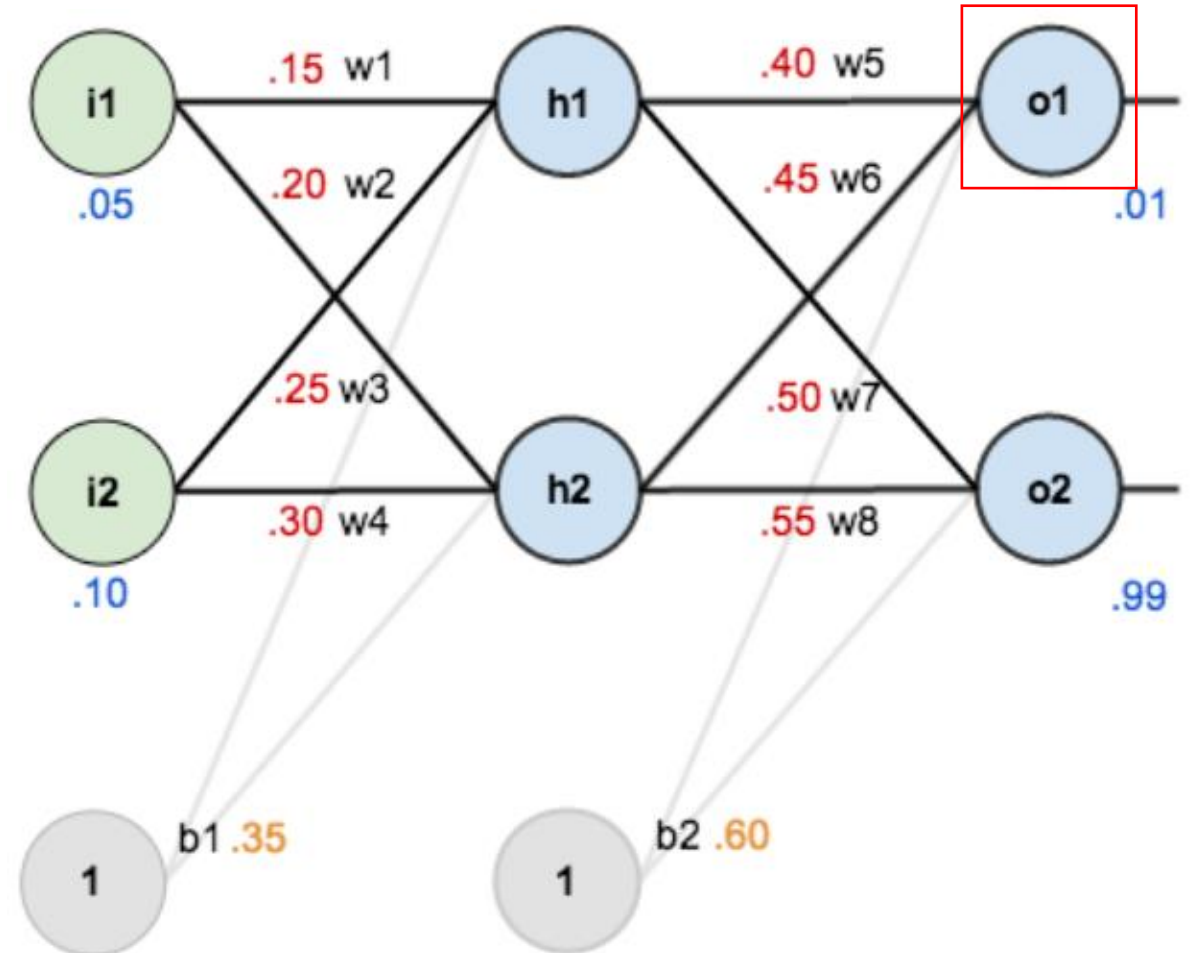 .15 w1
.40 w5
i1
h1
o1
.20 w2
.45 w6
.05
.01
.25 w3
.50 w7
i2
h2
o2
.30 w4
.55 w8
.10
.99
b1 .35
b2 .60
1
1